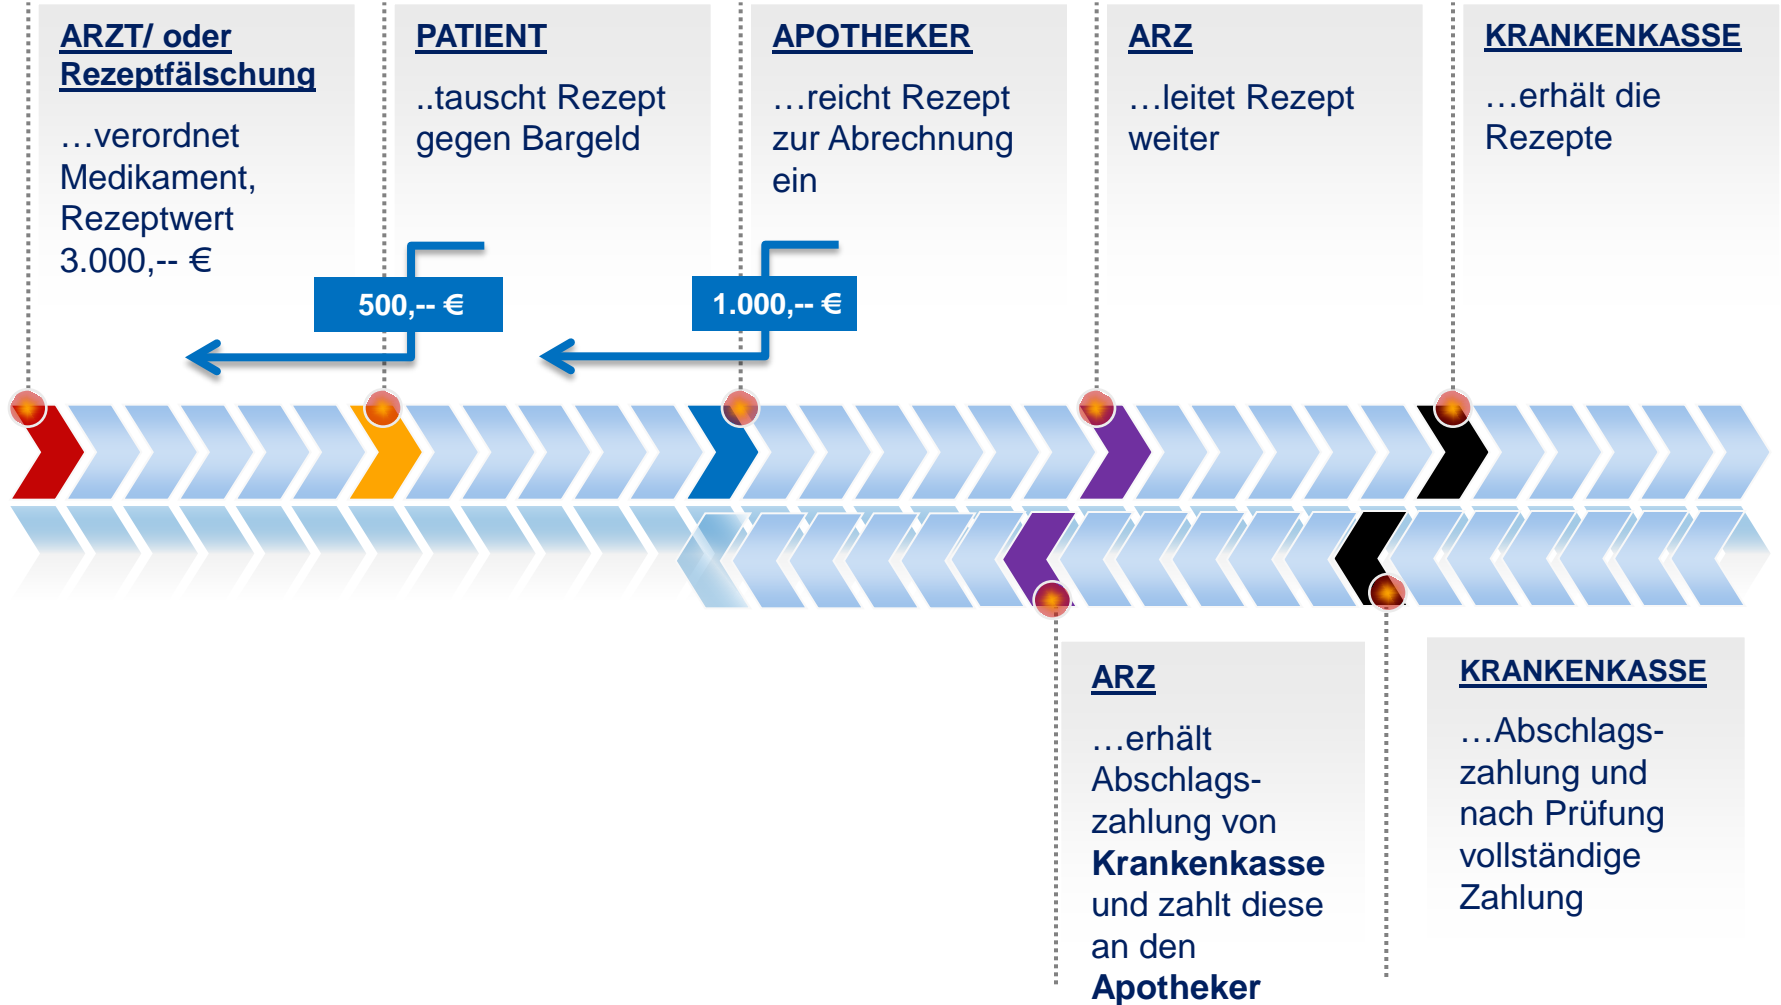 ARZT/ oder
Rezeptfälschung
…verordnet
Medikament,
Rezeptwert
3.000,-- €
PATIENT
..tauscht Rezept
gegen Bargeld
APOTHEKER
…reicht Rezept
zur Abrechnung
ein
ARZ
…leitet Rezept
weiter
KRANKENKASSE
…erhält die
Rezepte
500,-- €
1.000,-- €
ARZ
…erhält
Abschlags-
zahlung von
Krankenkasse
und zahlt diese
an den
Apotheker
KRANKENKASSE
…Abschlags-
zahlung und
nach Prüfung
vollständige
Zahlung